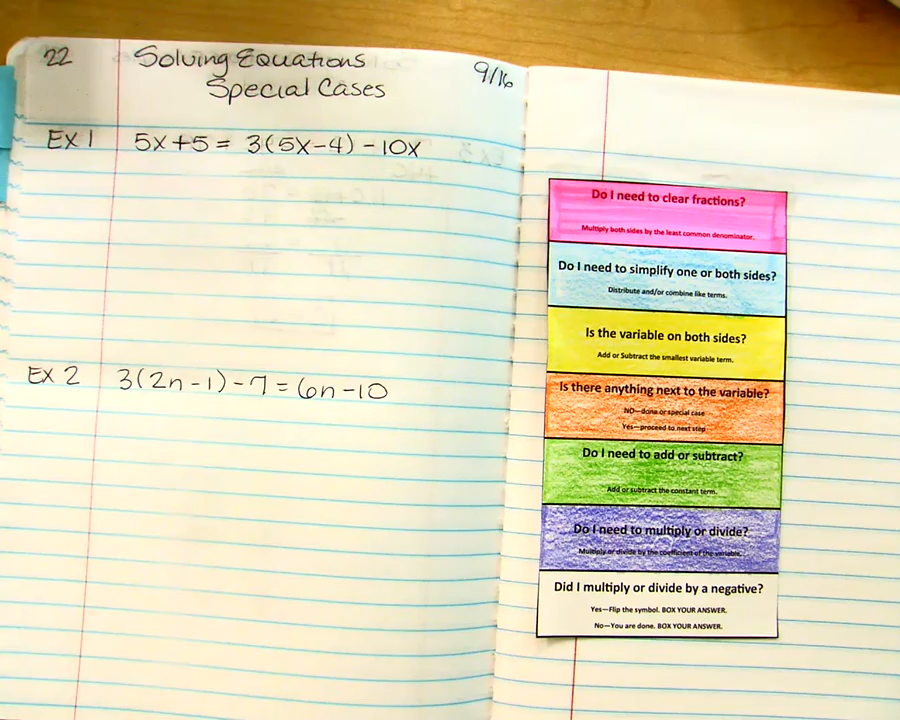 22 Solving Equations 9/16
Special Cases
Ex 1 5x+5 = 3(5x-4) - 10x
Ex 2 3(2n-1) - 7 = 6n-10
Do I need to clear fractions?
Multiply both sides by the least common denominator.
Do I need to simplify one or both sides?
Distribute and/or combine like terms.
Is the variable on both sides?
Add or Subtract the smallest variable term.
Is there anything next to the variable?
NO—done or special case
Yes—proceed to next step
Do I need to add or subtract?
Add or subtract the constant term.
Do I need to multiply or divide?
Multiply or divide by the coefficient of the variable.
Did I multiply or divide by a negative?
Yes—Flip the symbol. BOX YOUR ANSWER.
No—You are done. BOX YOUR ANSWER.